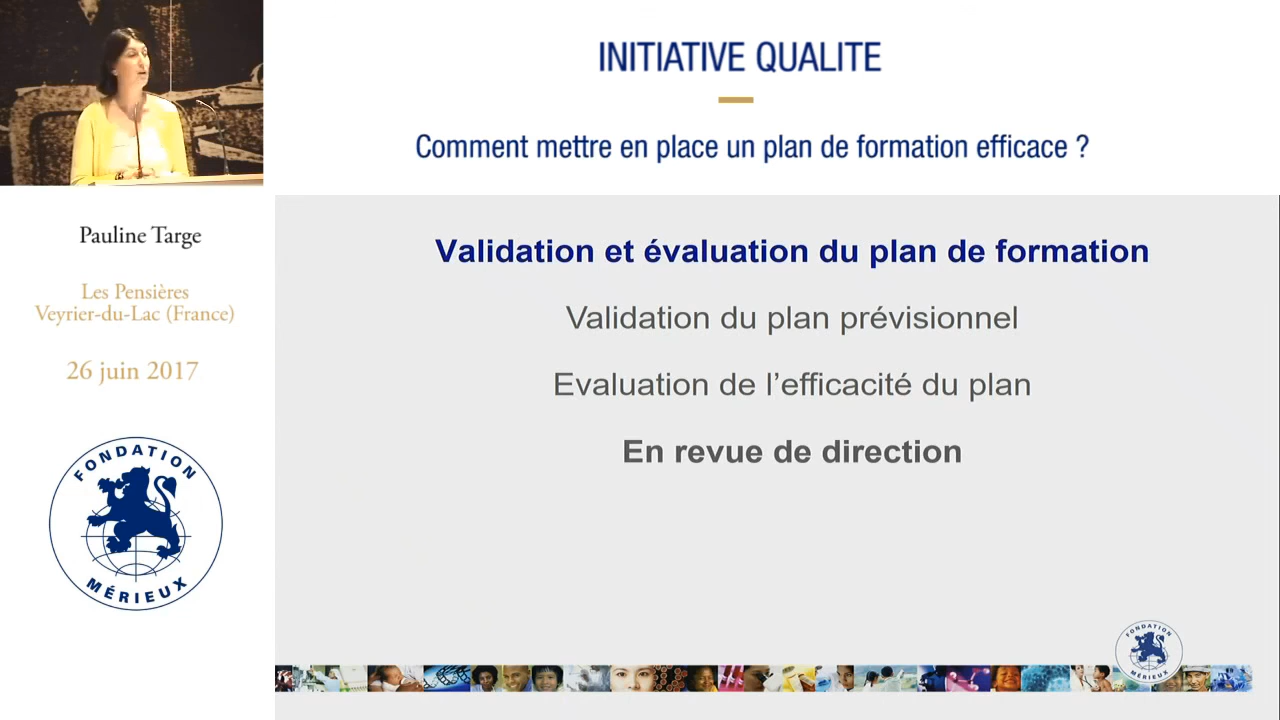 INITIATIVE QUALITE
Comment mettre en place un plan de formation efficace ?
Pauline Targe
Les Pensières
Veyrier-du-Lac (France)
26 juin 2017
FONDATION
MÉRIEUX
Validation et évaluation du plan de formation
Validation du plan prévisionnel
Evaluation de l’efficacité du plan
En revue de direction
FONDATION
MÉRIEUX